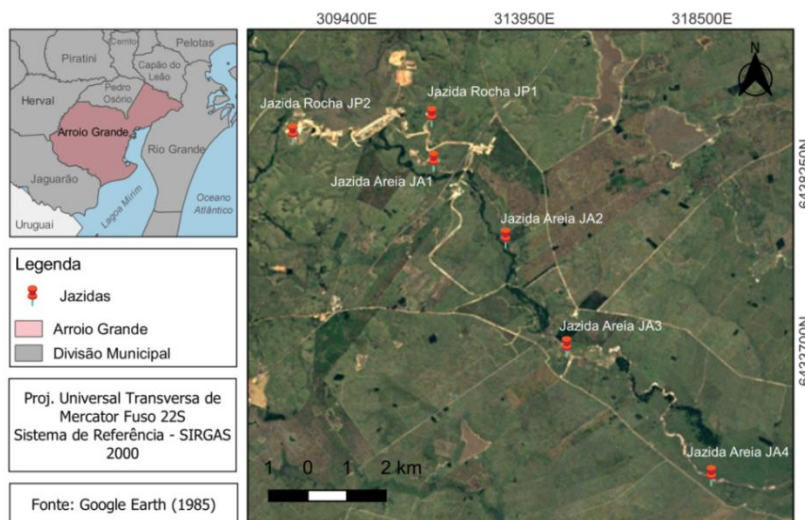 309400E
313950E
318500E
Cerrito
Pelotas
Piratini
Capão do
Leão
Pedro
Osório
Herval
Arroio Grande
Rio Grande
Jaguarão
Lagoa Mirim
Oceano
Atlântico
Uruguai
Legenda
Jazidas
Arroio Grande
Divisão Municipal
Proj. Universal Transversa de
Mercator Fuso 22S
Sistema de Referência - SIRGAS
2000
Fonte: Google Earth (1985)
N
Jazida Rocha JP1
Jazida Rocha JP2
Jazida Areia JA1
Jazida Areia JA2
Jazida Areia JA3
Jazida Areia JA4
1 0 1 2 km
6438250N
6433700N